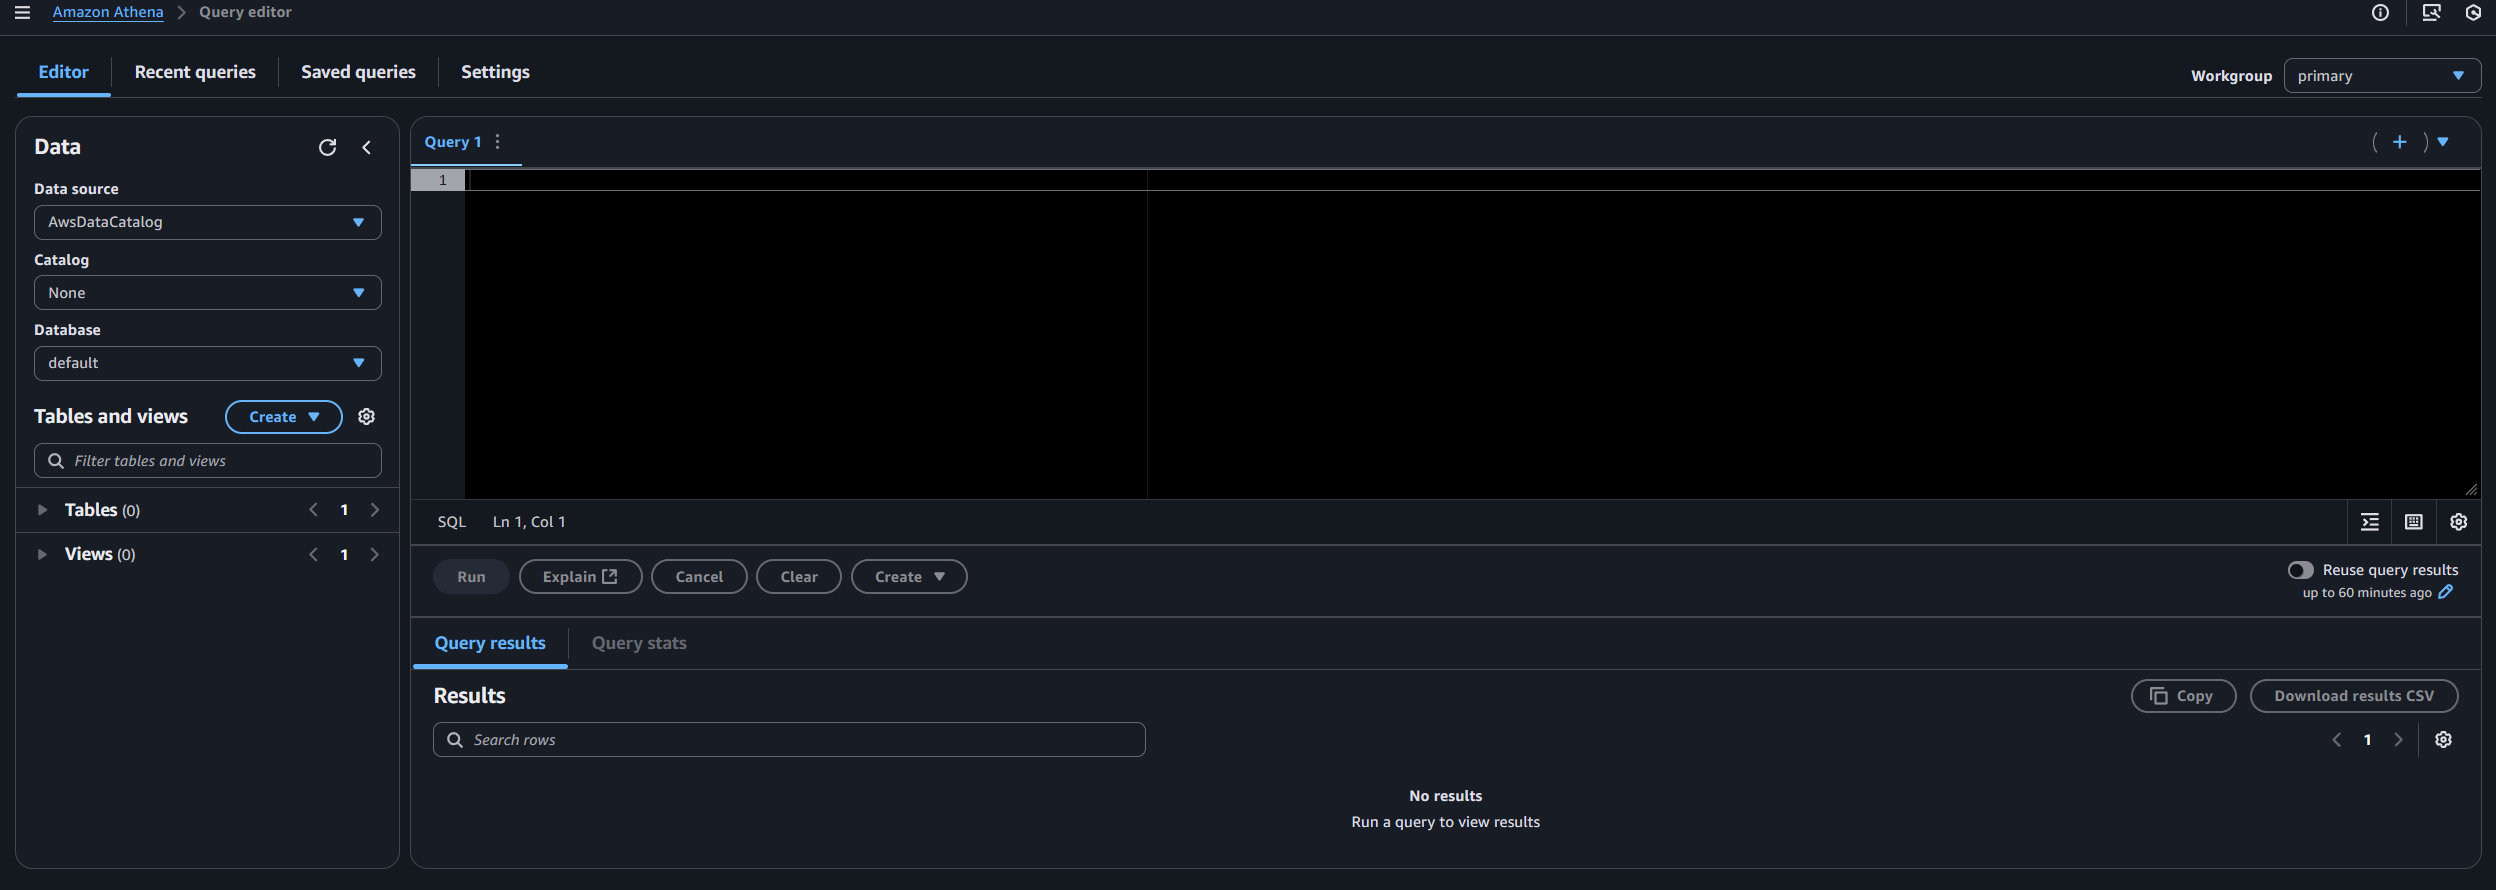 Amazon Athena > Query editor
Editor
Recent queries
Saved queries
Settings
Workgroup
primary
Data
Data source
AwsDataCatalog
Catalog
None
Database
default
Tables and views
Create
Filter tables and views
Tables (0)
1
Views (0)
1
Query 1
1
SQL
Ln 1, Col 1
Run
Explain
Cancel
Clear
Create
Reuse query results
up to 60 minutes ago
Query results
Query stats
Results
Copy
Download results CSV
Search rows
1
No results
Run a query to view results